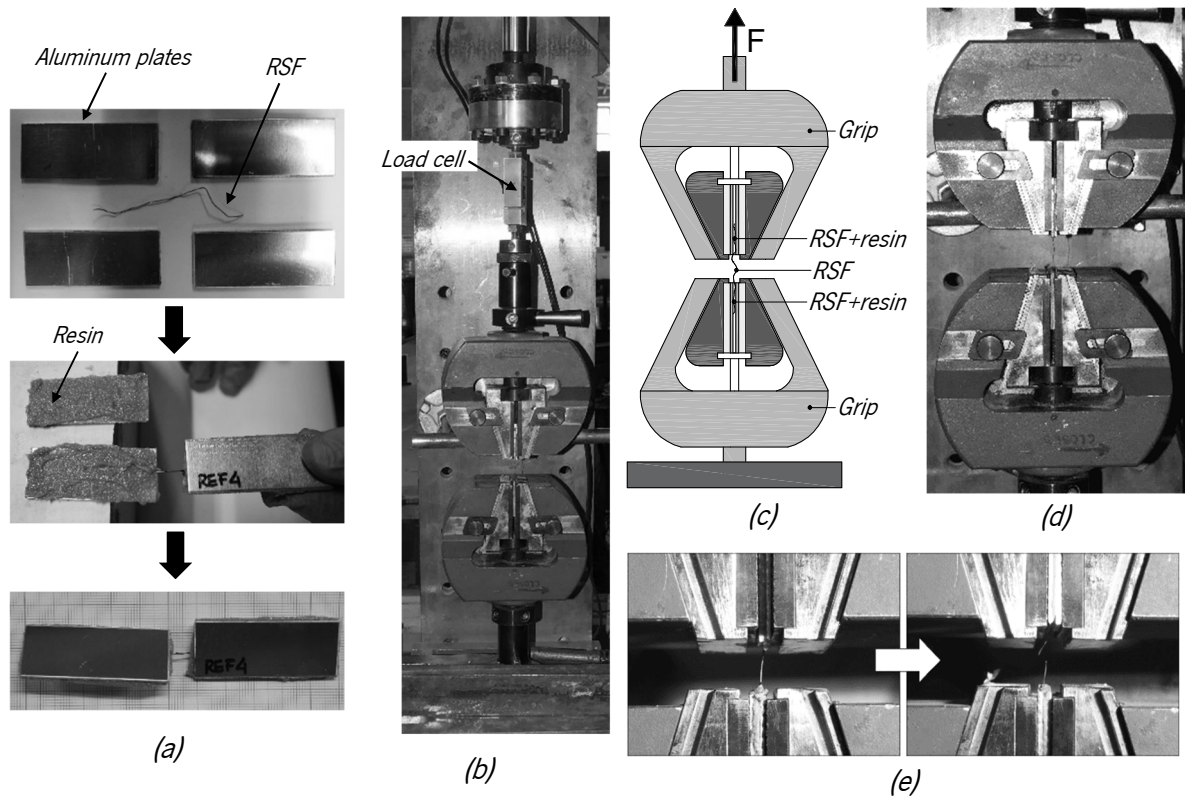 Aluminum plates
RSF
Resin
REF4
REF4
(a)
Load cell
(b)
F
Grip
RSF+resin
RSF
RSF+resin
Grip
(c)
(d)
(e)